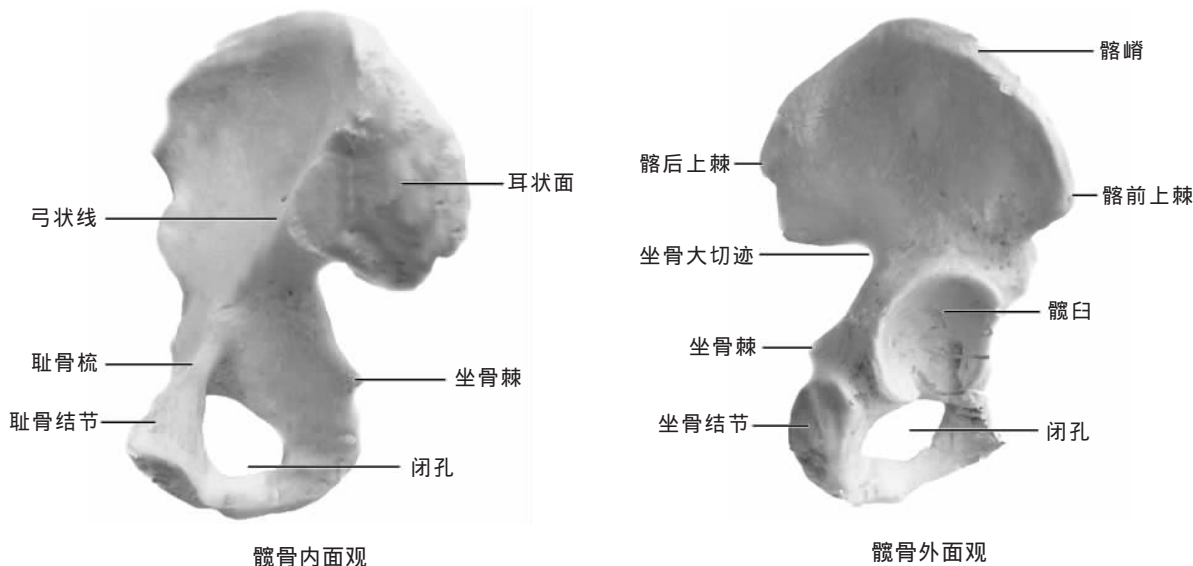 弓状线
耳状面
耻骨梳
坐骨棘
耻骨结节
闭孔
髋骨内面观
髂嵴
髂后上棘
髂前上棘
坐骨大切迹
髋臼
坐骨棘
坐骨结节
闭孔
髋骨外面观